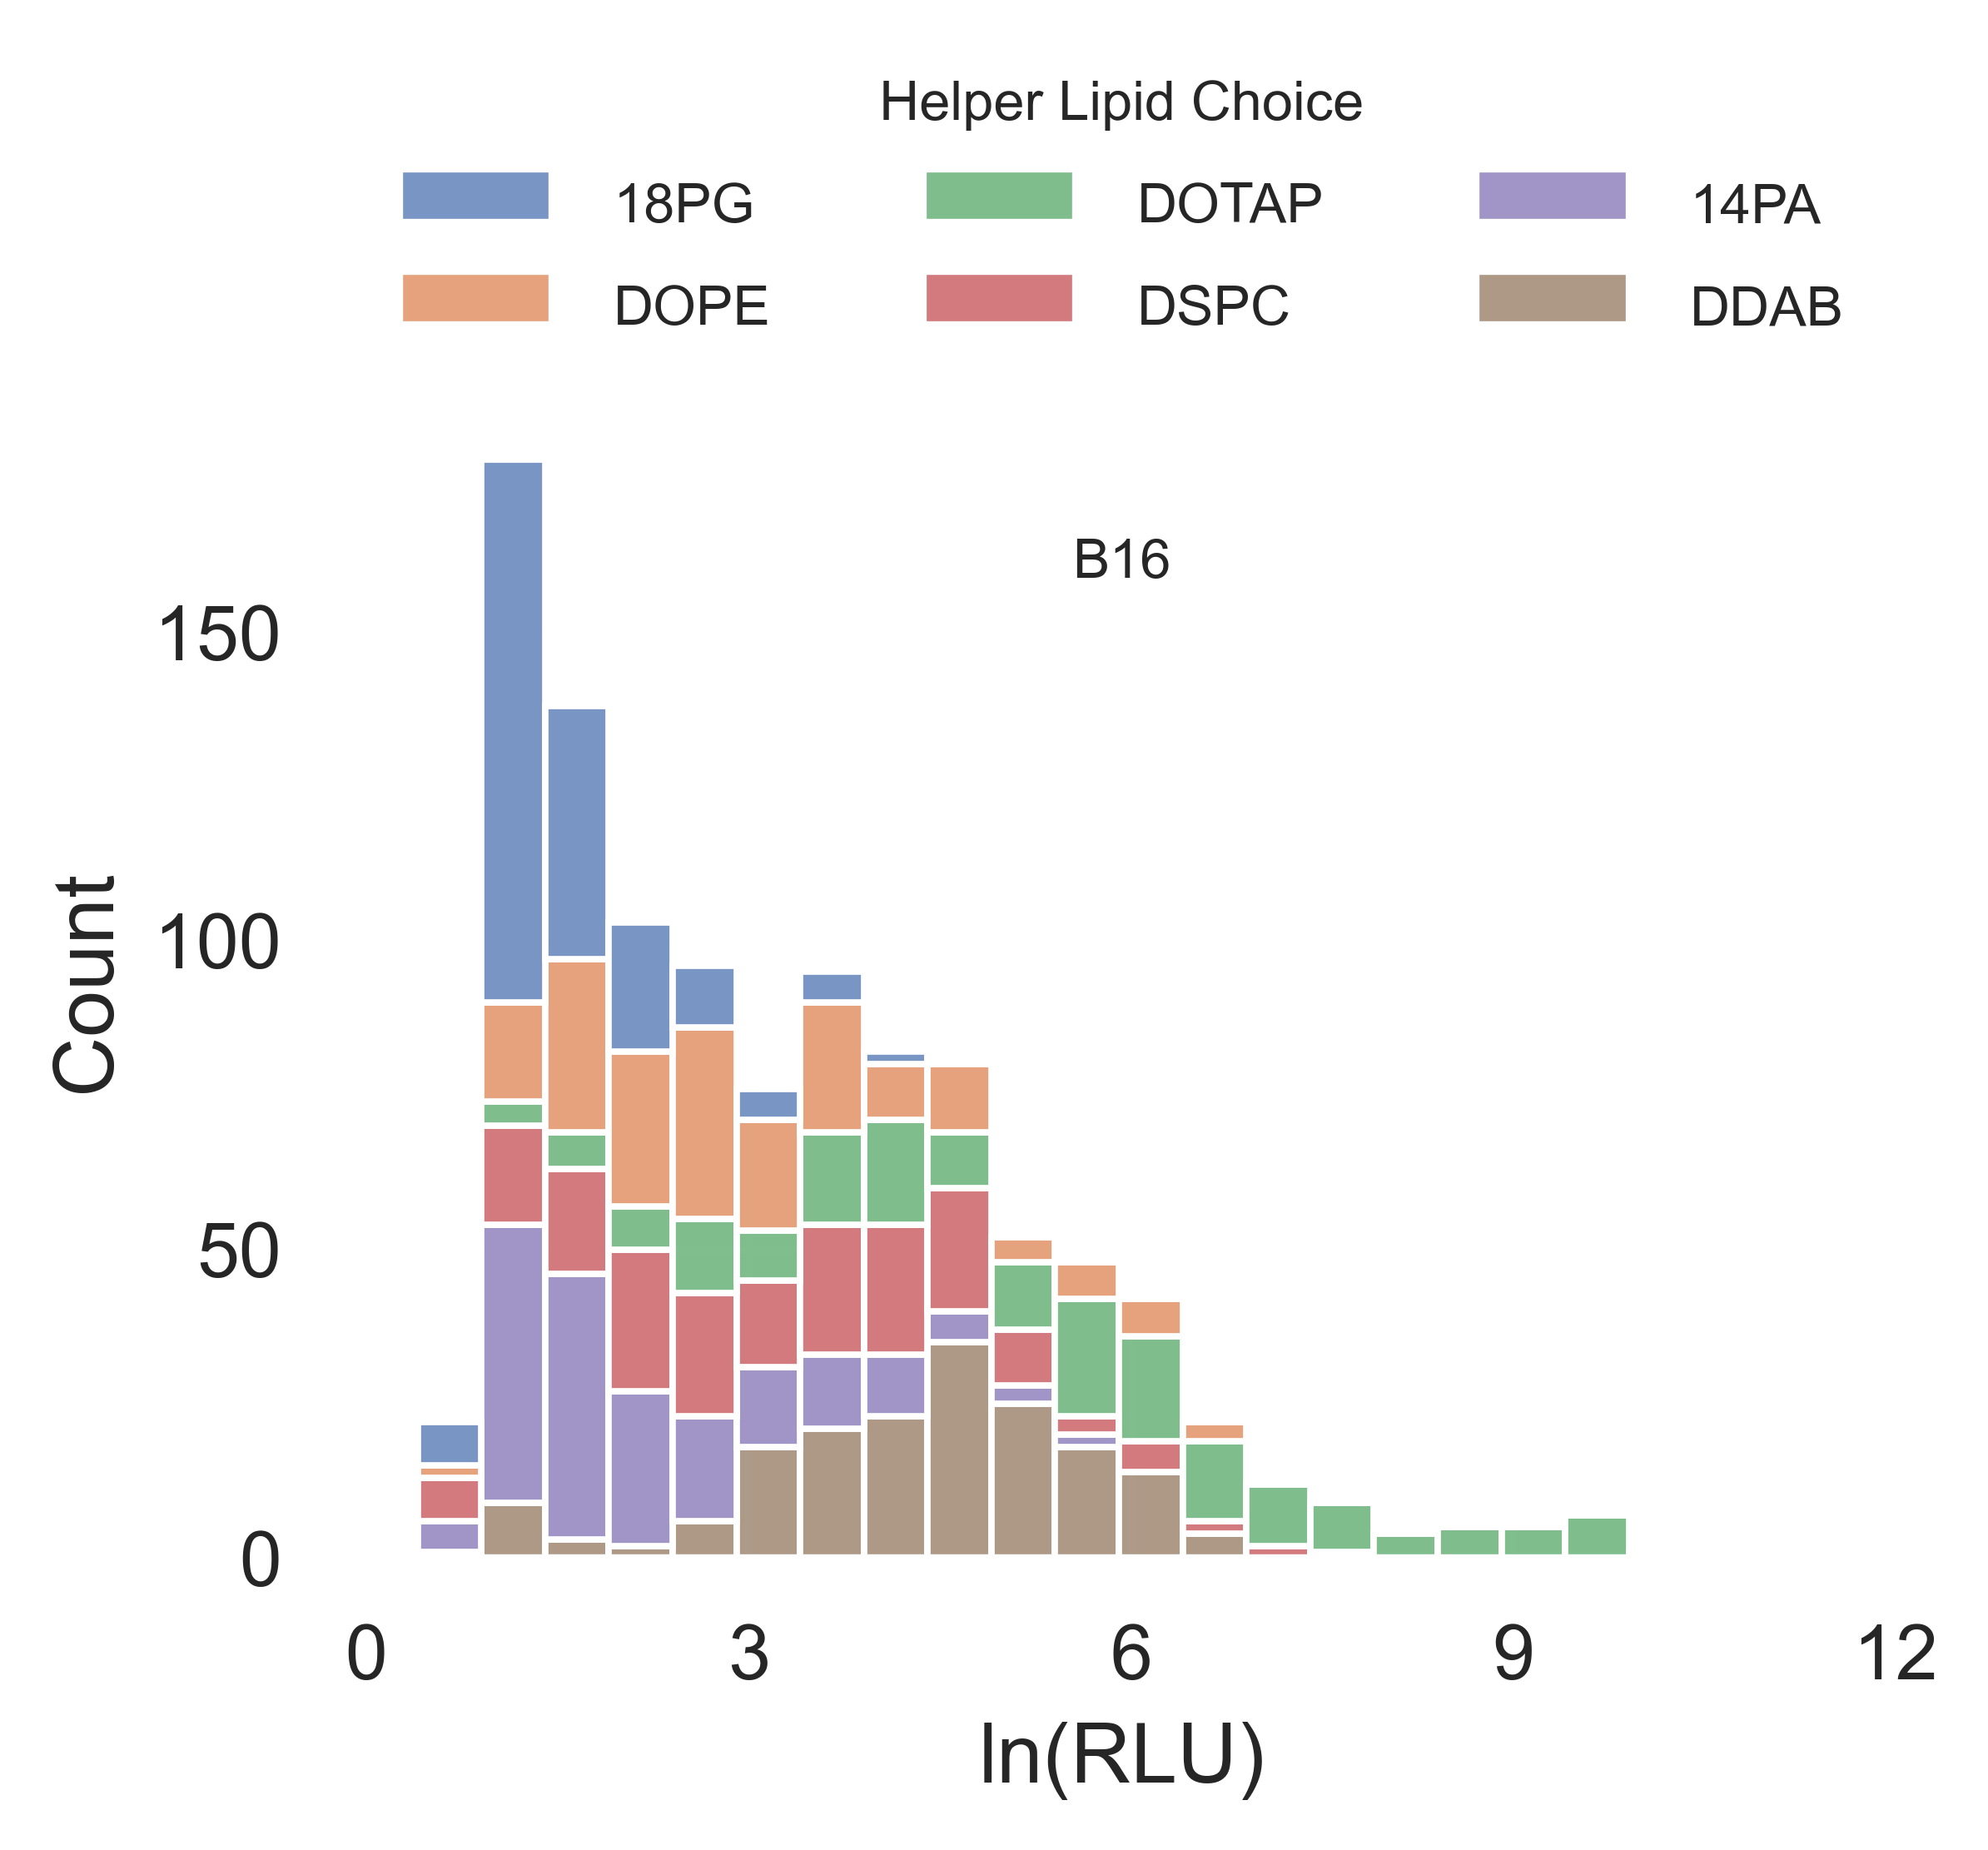 Helper Lipid Choice
18PG DOTAP 14PA
DOPE DSPC DDAB
B16
150
100
50
0
Count
0 3 6 9 12
ln(RLU)